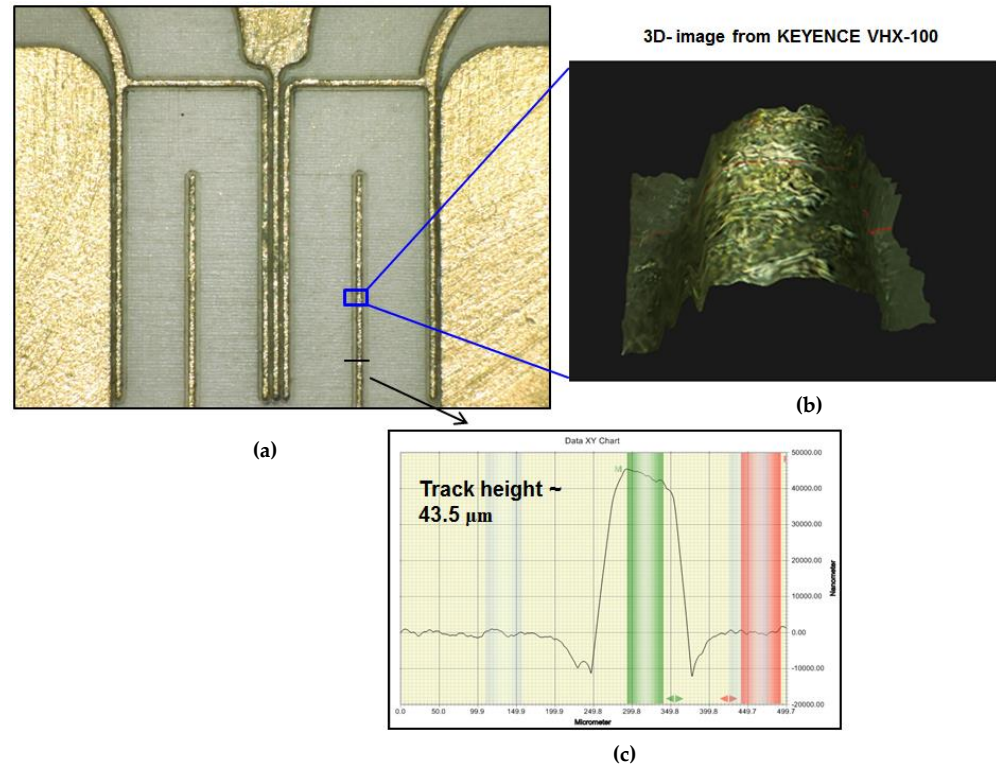 3D- image from KEYENCE VHX-100
(a)
(b)
Data XY Chart
M
Track height ~
43.5 µm
50000.00
40000.00
30000.00
20000.00
10000.00
0.00
-10000.00
-20000.00
Nanometer
0.0 50.0 99.9 149.9 199.9 249.8 299.8 349.8 399.8 449.7 499.7
Micrometer
(c)